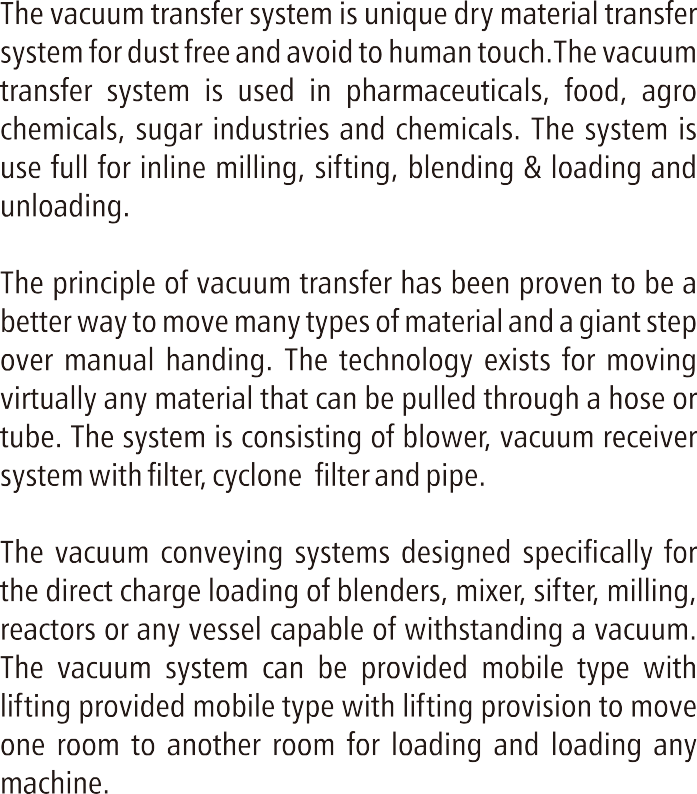 The vacuum transfer system is unique dry material transfer
system for dust free and avoid to human touch.The vacuum
transfer system is used in pharmaceuticals, food, agro
chemicals, sugar industries and chemicals. The system is
use full for inline milling, sifting, blending & loading and
unloading.
The principle of vacuum transfer has been proven to be a
better way to move many types of material and a giant step
over manual handing. The technology exists for moving
virtually any material that can be pulled through a hose or
tube. The system is consisting of blower, vacuum receiver
system with filter, cyclone  filter and pipe.
The vacuum conveying systems designed specifically for
the direct charge loading of blenders, mixer, sifter, milling,
reactors or any vessel capable of withstanding a vacuum.
The vacuum system can be provided mobile type with
lifting provided mobile type with lifting provision to move
one room to another room for loading and loading any
machine.